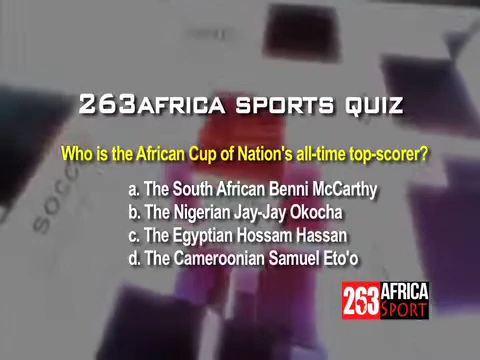 SOCCER
263AFRICA SPORTS QUIZ
Who is the African Cup of Nation's all-time top-scorer?
a. The South African Benni McCarthy
b. The Nigerian Jay-Jay Okocha
c. The Egyptian Hossam Hassan
d. The Cameroonian Samuel Eto'o
263 AFRICA
SPORT